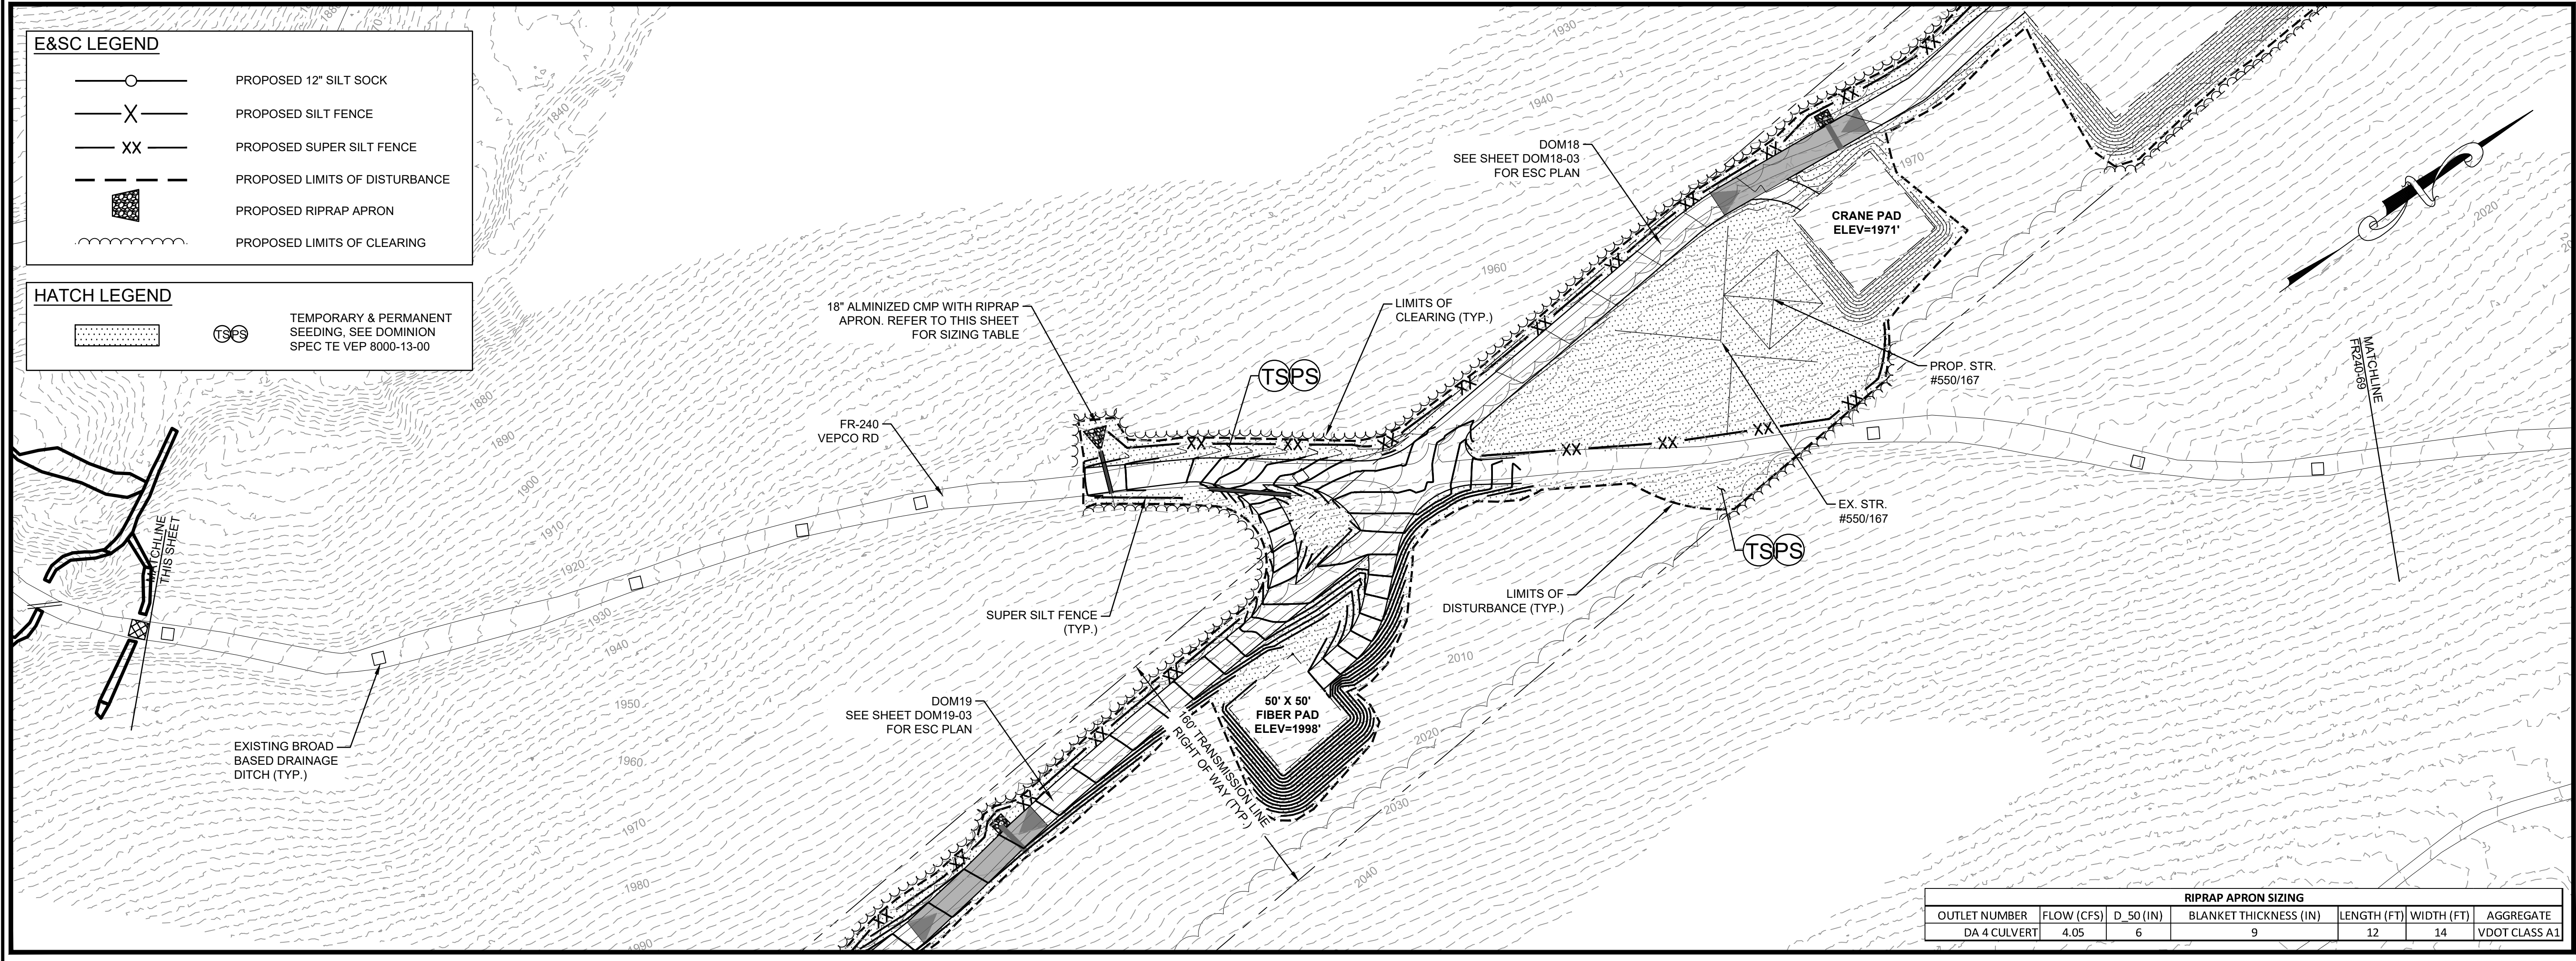 E&SC LEGEND
PROPOSED 12" SILT SOCK
X
PROPOSED SILT FENCE
XX
PROPOSED SUPER SILT FENCE
PROPOSED LIMITS OF DISTURBANCE
PROPOSED RIPRAP APRON
PROPOSED LIMITS OF CLEARING
HATCH LEGEND
TSPS
TEMPORARY & PERMANENT
SEEDING, SEE DOMINION
SPEC TE VEP 8000-13-00
1840
1880
1890
1900
1910
1920
1930
1940
1950
1960
1970
1980
1990
1930
1940
1960
1970
2020
2010
2020
2030
2040
MATCHLINE
THIS SHEET
EXISTING BROAD
BASED DRAINAGE
DITCH (TYP.)
FR-240
VEPCO RD
18" ALMINIZED CMP WITH RIPRAP
APRON. REFER TO THIS SHEET
FOR SIZING TABLE
TSPS
LIMITS OF
CLEARING (TYP.)
DOM18
SEE SHEET DOM18-03
FOR ESC PLAN
CRANE PAD
ELEV=1971'
PROP. STR.
#550/167
EX. STR.
#550/167
TSPS
LIMITS OF
DISTURBANCE (TYP.)
SUPER SILT FENCE
(TYP.)
DOM19
SEE SHEET DOM19-03
FOR ESC PLAN
50' X 50'
FIBER PAD
ELEV=1998'
160' TRANSMISSION LINE
RIGHT OF WAY (TYP.)
MATCHLINE
FR240-69
N
RIPRAP APRON SIZING
OUTLET NUMBER FLOW (CFS) D_50 (IN) BLANKET THICKNESS (IN) LENGTH (FT) WIDTH (FT) AGGREGATE
DA 4 CULVERT 4.05 6 9 12 14 VDOT CLASS A1